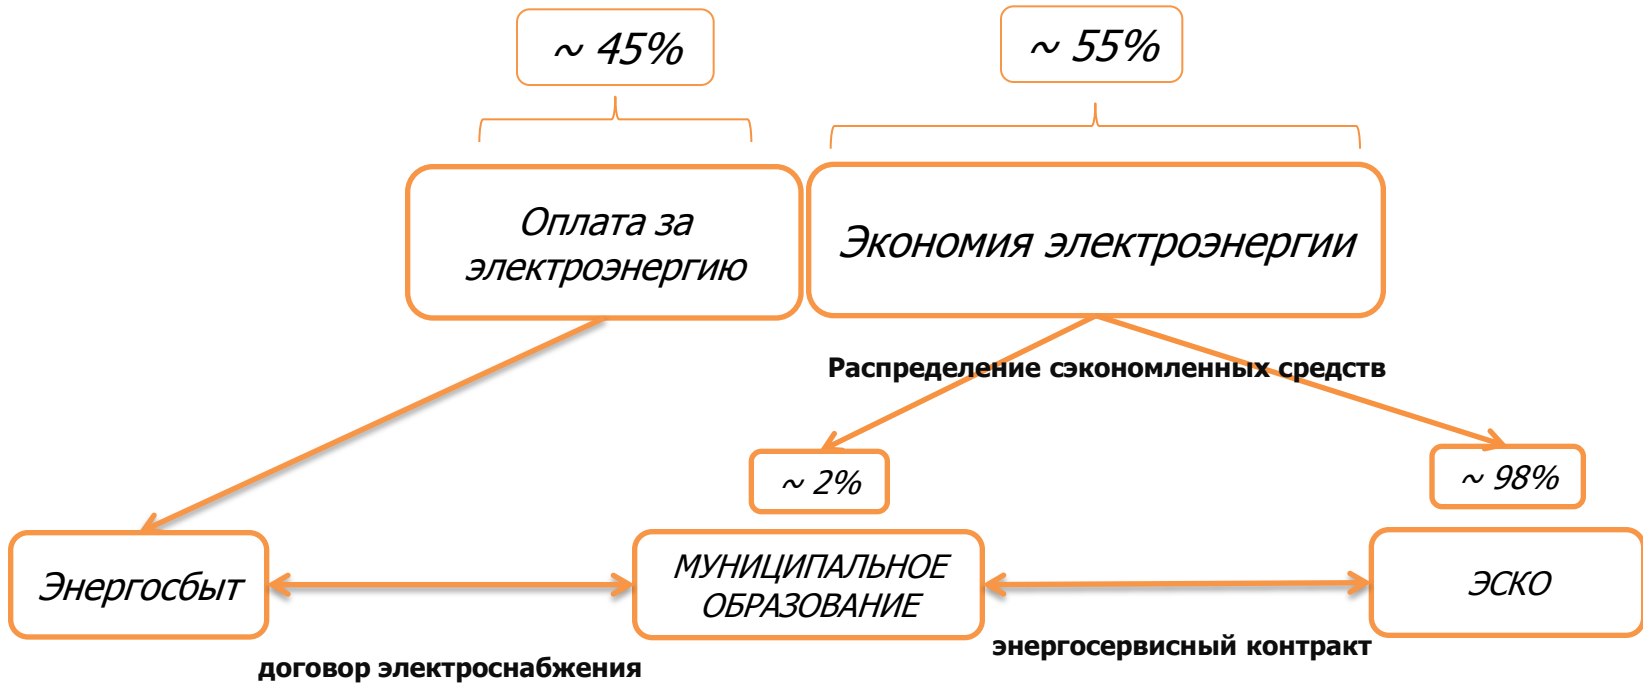 ~ 45%
~ 55%
Оплата за
электроэнергию
Экономия электроэнергии
Распределение сэкономленных средств
~ 2%
~ 98%
Энергосбыт
МУНИЦИПАЛЬНОЕ
ОБРАЗОВАНИЕ
ЭСКО
договор электроснабжения
энергосервисный контракт